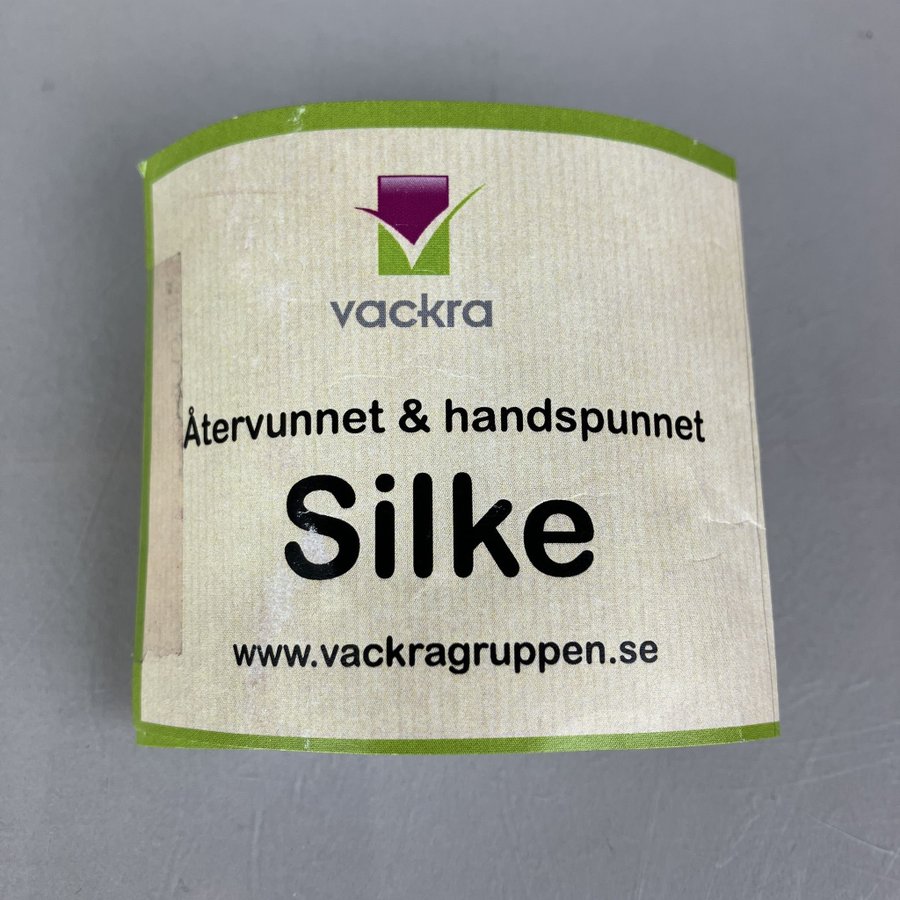 vackra
Återvunnet & handspunnet
Silke
www.vackragruppen.se